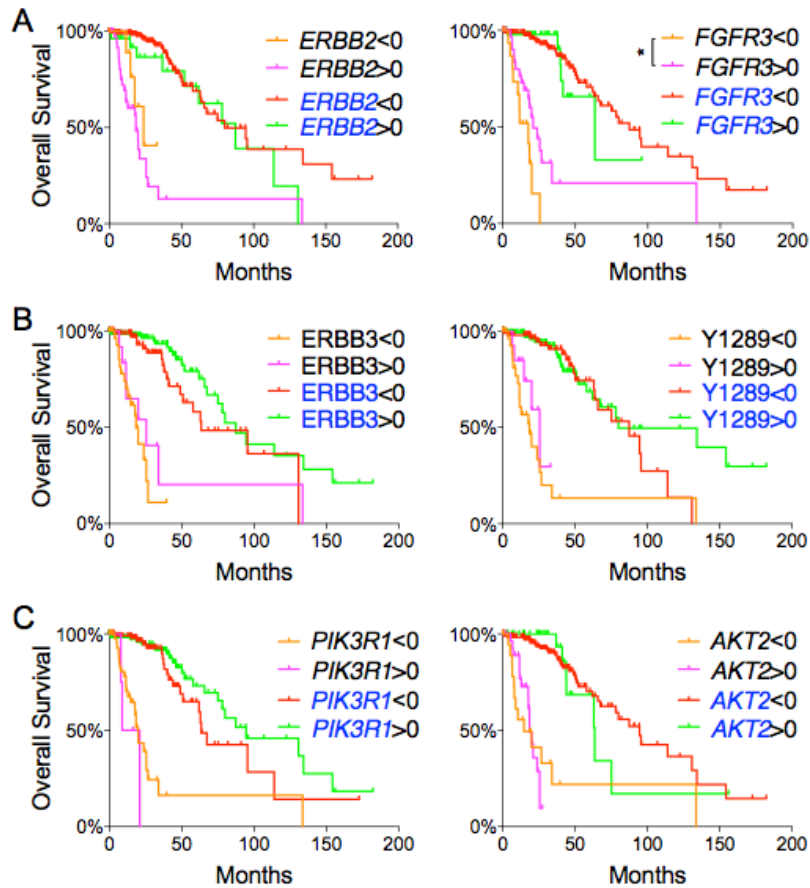 A
Overall Survival
100%
50%
0%
0 50 100 150 200
Months
ERBB2<0
ERBB2>0
ERBB2<0
ERBB2>0
100%
50%
0%
0 50 100 150 200
Months
*
FGFR3<0
FGFR3>0
FGFR3<0
FGFR3>0
B
Overall Survival
100%
50%
0%
0 50 100 150 200
Months
ERBB3<0
ERBB3>0
ERBB3<0
ERBB3>0
100%
50%
0%
0 50 100 150 200
Months
Y1289<0
Y1289>0
Y1289<0
Y1289>0
C
Overall Survival
100%
50%
0%
0 50 100 150 200
Months
PIK3R1<0
PIK3R1>0
PIK3R1<0
PIK3R1>0
100%
50%
0%
0 50 100 150 200
Months
AKT2<0
AKT2>0
AKT2<0
AKT2>0